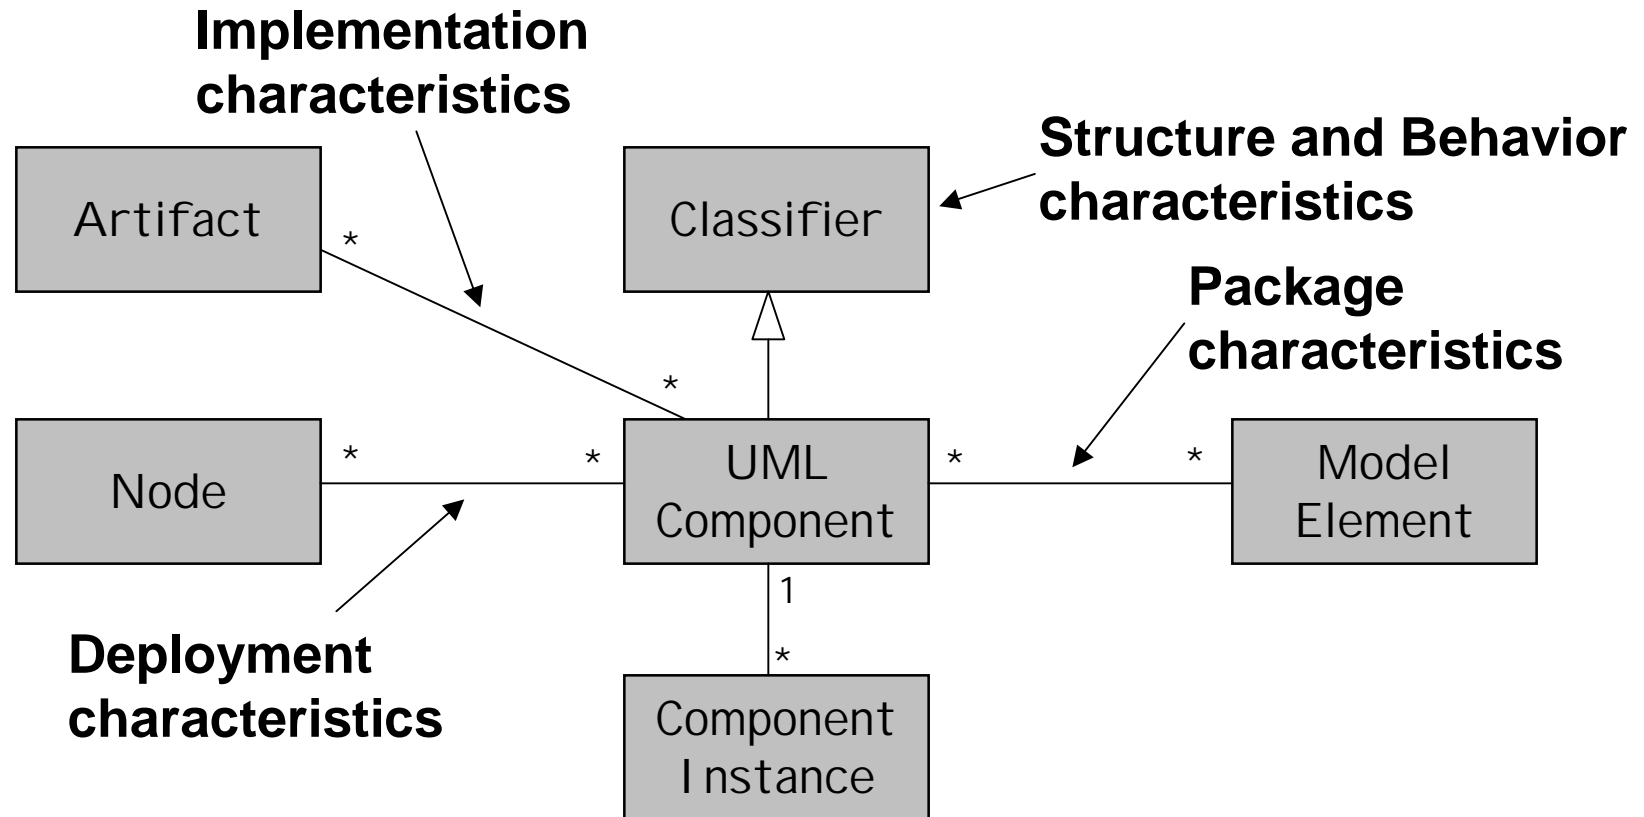 Implementation
characteristics
Structure and Behavior
characteristics
Artifact
*
Classifier
Package
characteristics
*
Node
*
*
UML
Component
*
*
Model
Element
1
*
Deployment
characteristics
Component
Instance